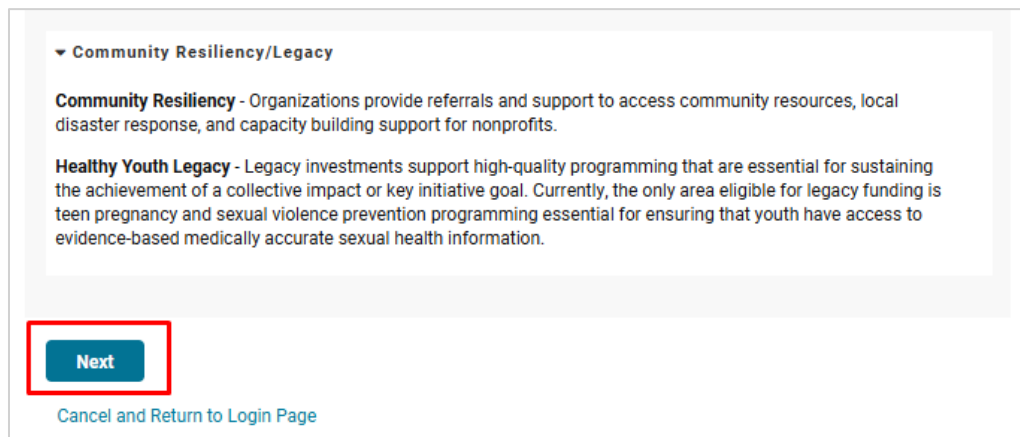 Community Resiliency/Legacy
Community Resiliency - Organizations provide referrals and support to access community resources, local
disaster response, and capacity building support for nonprofits.
Healthy Youth Legacy - Legacy investments support high-quality programming that are essential for sustaining
the achievement of a collective impact or key initiative goal. Currently, the only area eligible for legacy funding is
teen pregnancy and sexual violence prevention programming essential for ensuring that youth have access to
evidence-based medically accurate sexual health information.
Next
Cancel and Return to Login Page